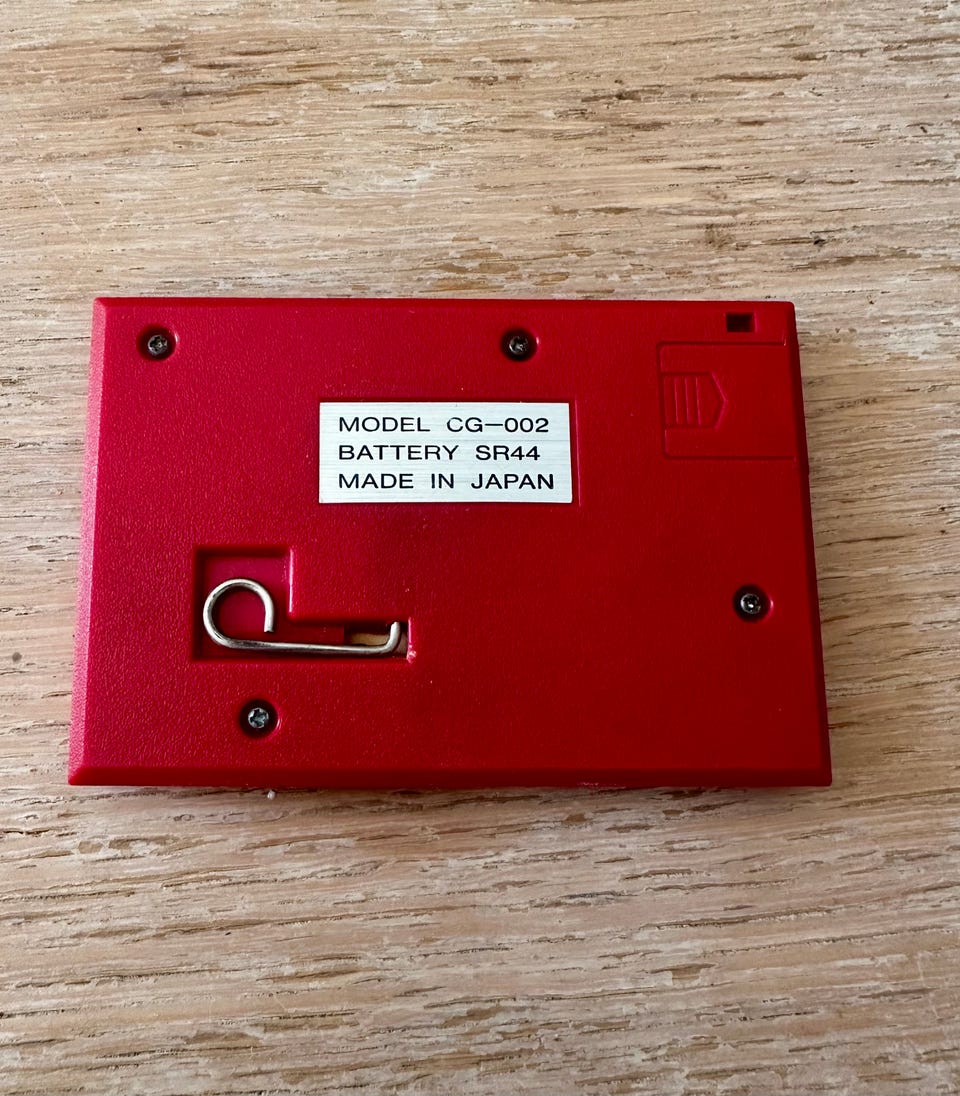 MODEL CG-002
BATTERY SR44
MADE IN JAPAN